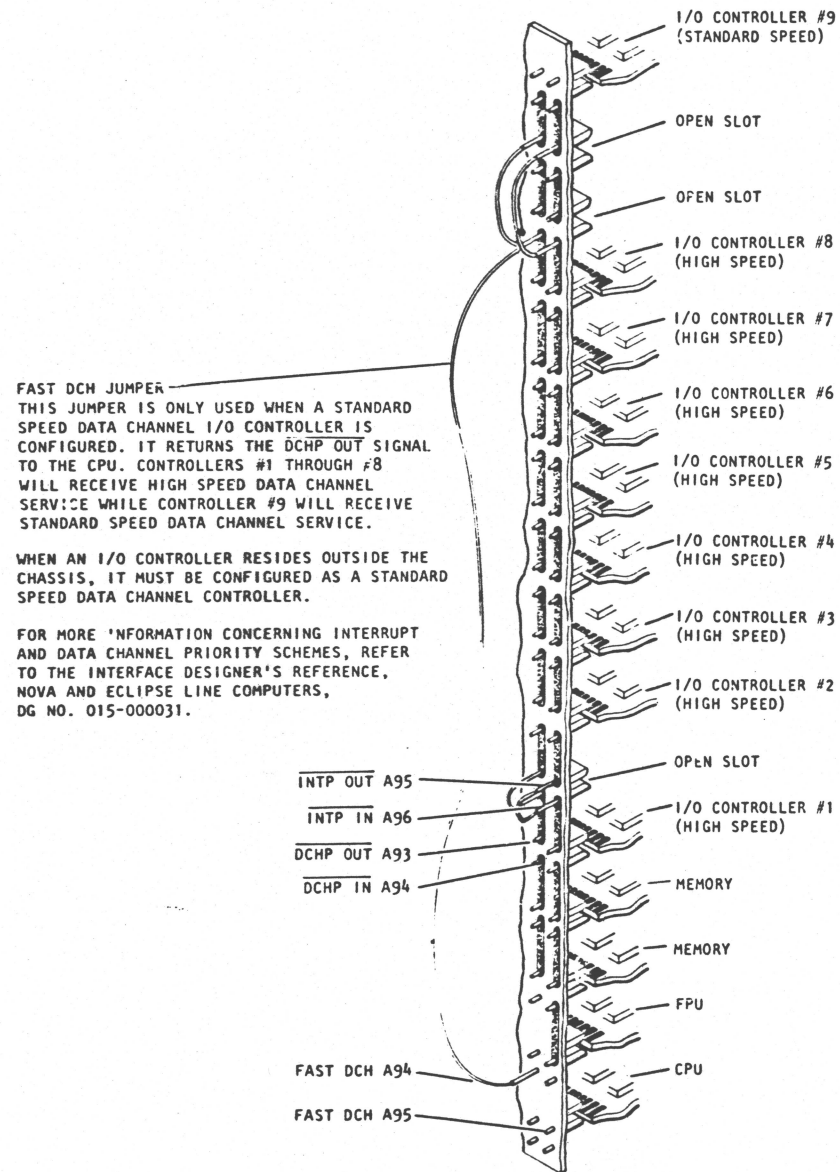 I/O CONTROLLER #9
(STANDARD SPEED)
OPEN SLOT
OPEN SLOT
I/O CONTROLLER #8
(HIGH SPEED)
I/O CONTROLLER #7
(HIGH SPEED)
I/O CONTROLLER #6
(HIGH SPEED)
I/O CONTROLLER #5
(HIGH SPEED)
I/O CONTROLLER #4
(HIGH SPEED)
I/O CONTROLLER #3
(HIGH SPEED)
I/O CONTROLLER #2
(HIGH SPEED)
OPEN SLOT
I/O CONTROLLER #1
(HIGH SPEED)
MEMORY
MEMORY
FPU
CPU
FAST DCH JUMPER
THIS JUMPER IS ONLY USED WHEN A STANDARD
SPEED DATA CHANNEL I/O CONTROLLER IS
CONFIGURED. IT RETURNS THE DCHP OUT SIGNAL
TO THE CPU. CONTROLLERS #1 THROUGH #8
WILL RECEIVE HIGH SPEED DATA CHANNEL
SERVICE WHILE CONTROLLER #9 WILL RECEIVE
STANDARD SPEED DATA CHANNEL SERVICE.
WHEN AN I/O CONTROLLER RESIDES OUTSIDE THE
CHASSIS, IT MUST BE CONFIGURED AS A STANDARD
SPEED DATA CHANNEL CONTROLLER.
FOR MORE INFORMATION CONCERNING INTERRUPT
AND DATA CHANNEL PRIORITY SCHEMES, REFER
TO THE INTERFACE DESIGNER'S REFERENCE,
NOVA AND ECLIPSE LINE COMPUTERS,
DG NO. 015-000031.
INTP OUT A95
INTP IN A96
DCHP OUT A93
DCHP IN A94
FAST DCH A94
FAST DCH A95